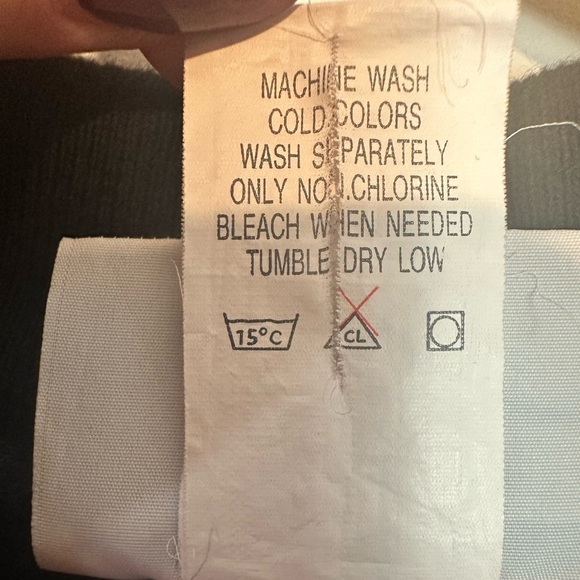 MACHINE WASH
COLD COLORS
WASH SEPARATELY
ONLY NON.CHLORINE
BLEACH WHEN NEEDED
TUMBLE DRY LOW
15°C CL